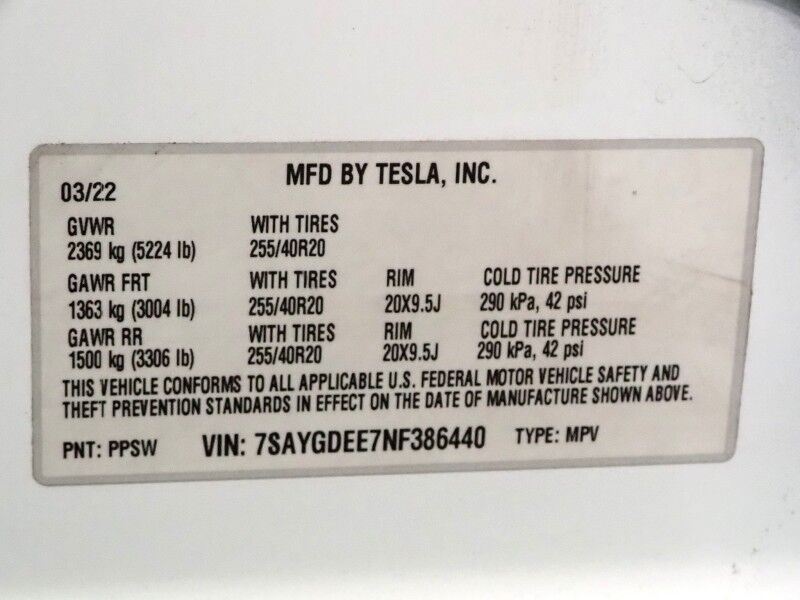 MFD BY TESLA, INC.
03/22
GVWR WITH TIRES
2369 kg (5224 lb) 255/40R20
GAWR FRT WITH TIRES RIM COLD TIRE PRESSURE
1363 kg (3004 lb) 255/40R20 20X9.5J 290 kPa, 42 psi
GAWR RR WITH TIRES RIM COLD TIRE PRESSURE
1500 kg (3306 lb) 255/40R20 20X9.5J 290 kPa, 42 psi
THIS VEHICLE CONFORMS TO ALL APPLICABLE U.S. FEDERAL MOTOR VEHICLE SAFETY AND
THEFT PREVENTION STANDARDS IN EFFECT ON THE DATE OF MANUFACTURE SHOWN ABOVE.
PNT: PPSW VIN: 7SAYGDEE7NF386440 TYPE: MPV